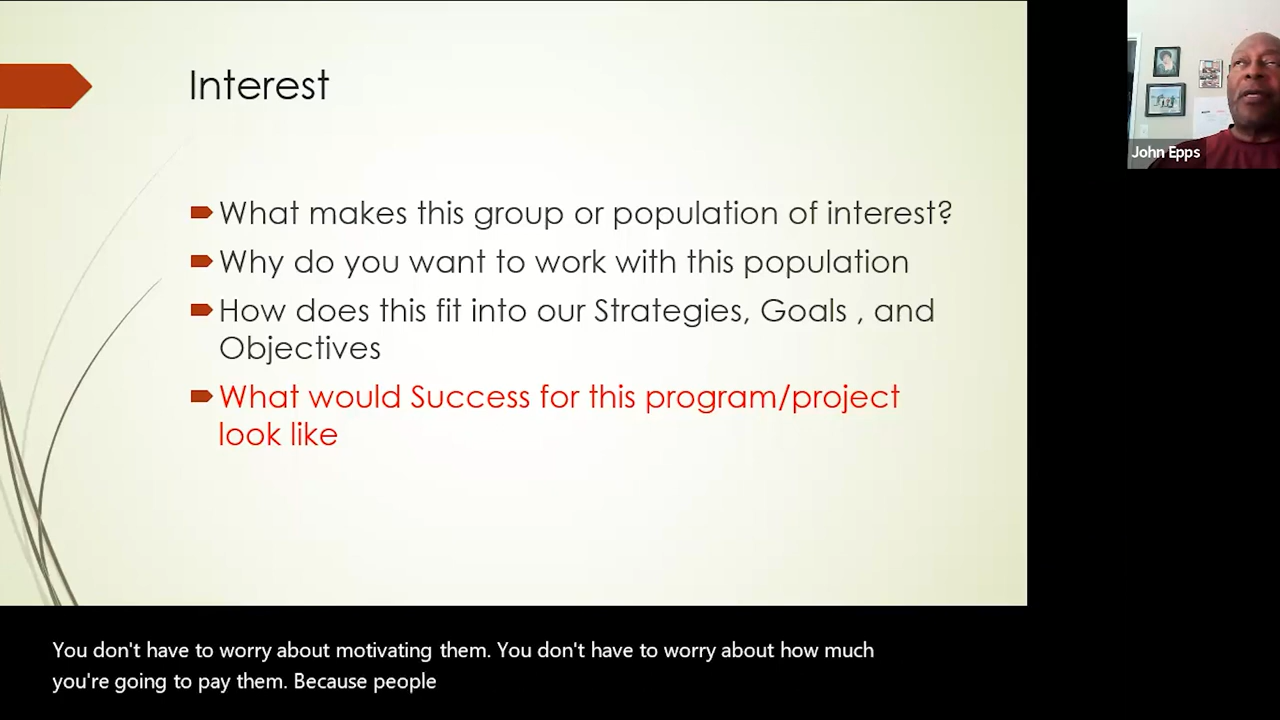 Interest
What makes this group or population of interest?
Why do you want to work with this population
How does this fit into our Strategies, Goals , and
Objectives
What would Success for this program/project
look like
John Epps
You don't have to worry about motivating them. You don't have to worry about how much
you're going to pay them. Because people